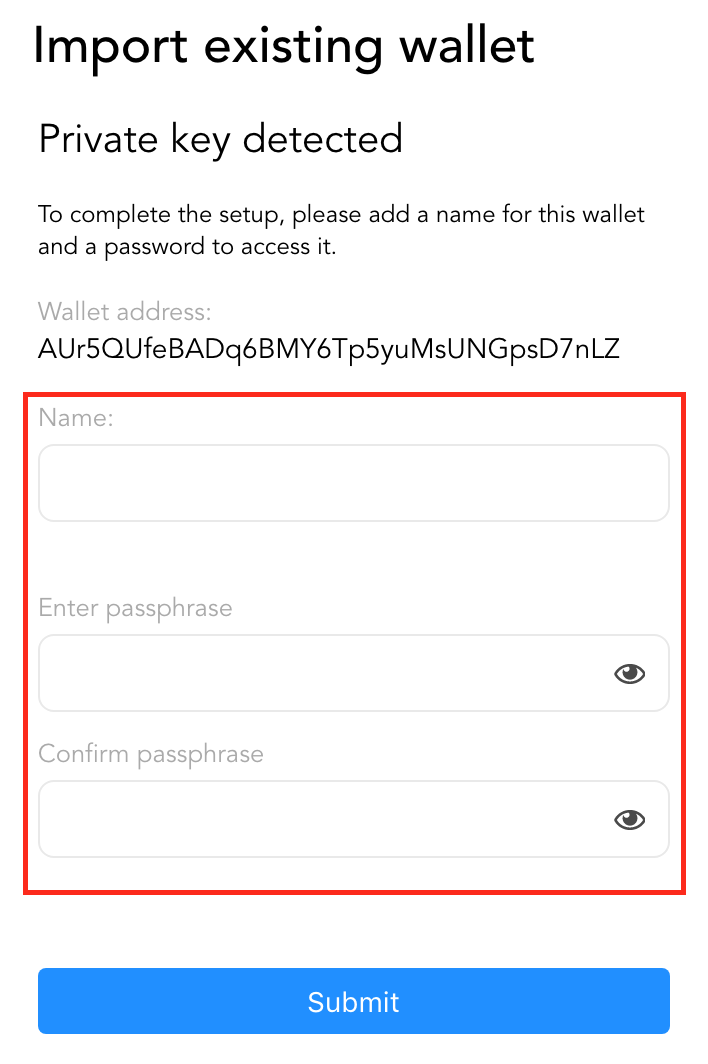 Import existing wallet
Private key detected
To complete the setup, please add a name for this wallet
and a password to access it.
Wallet address:
AUr5QUfeBADq6BMY6Tp5yuMsUNGpsD7nLZ
Name:
Enter passphrase
Confirm passphrase
Submit